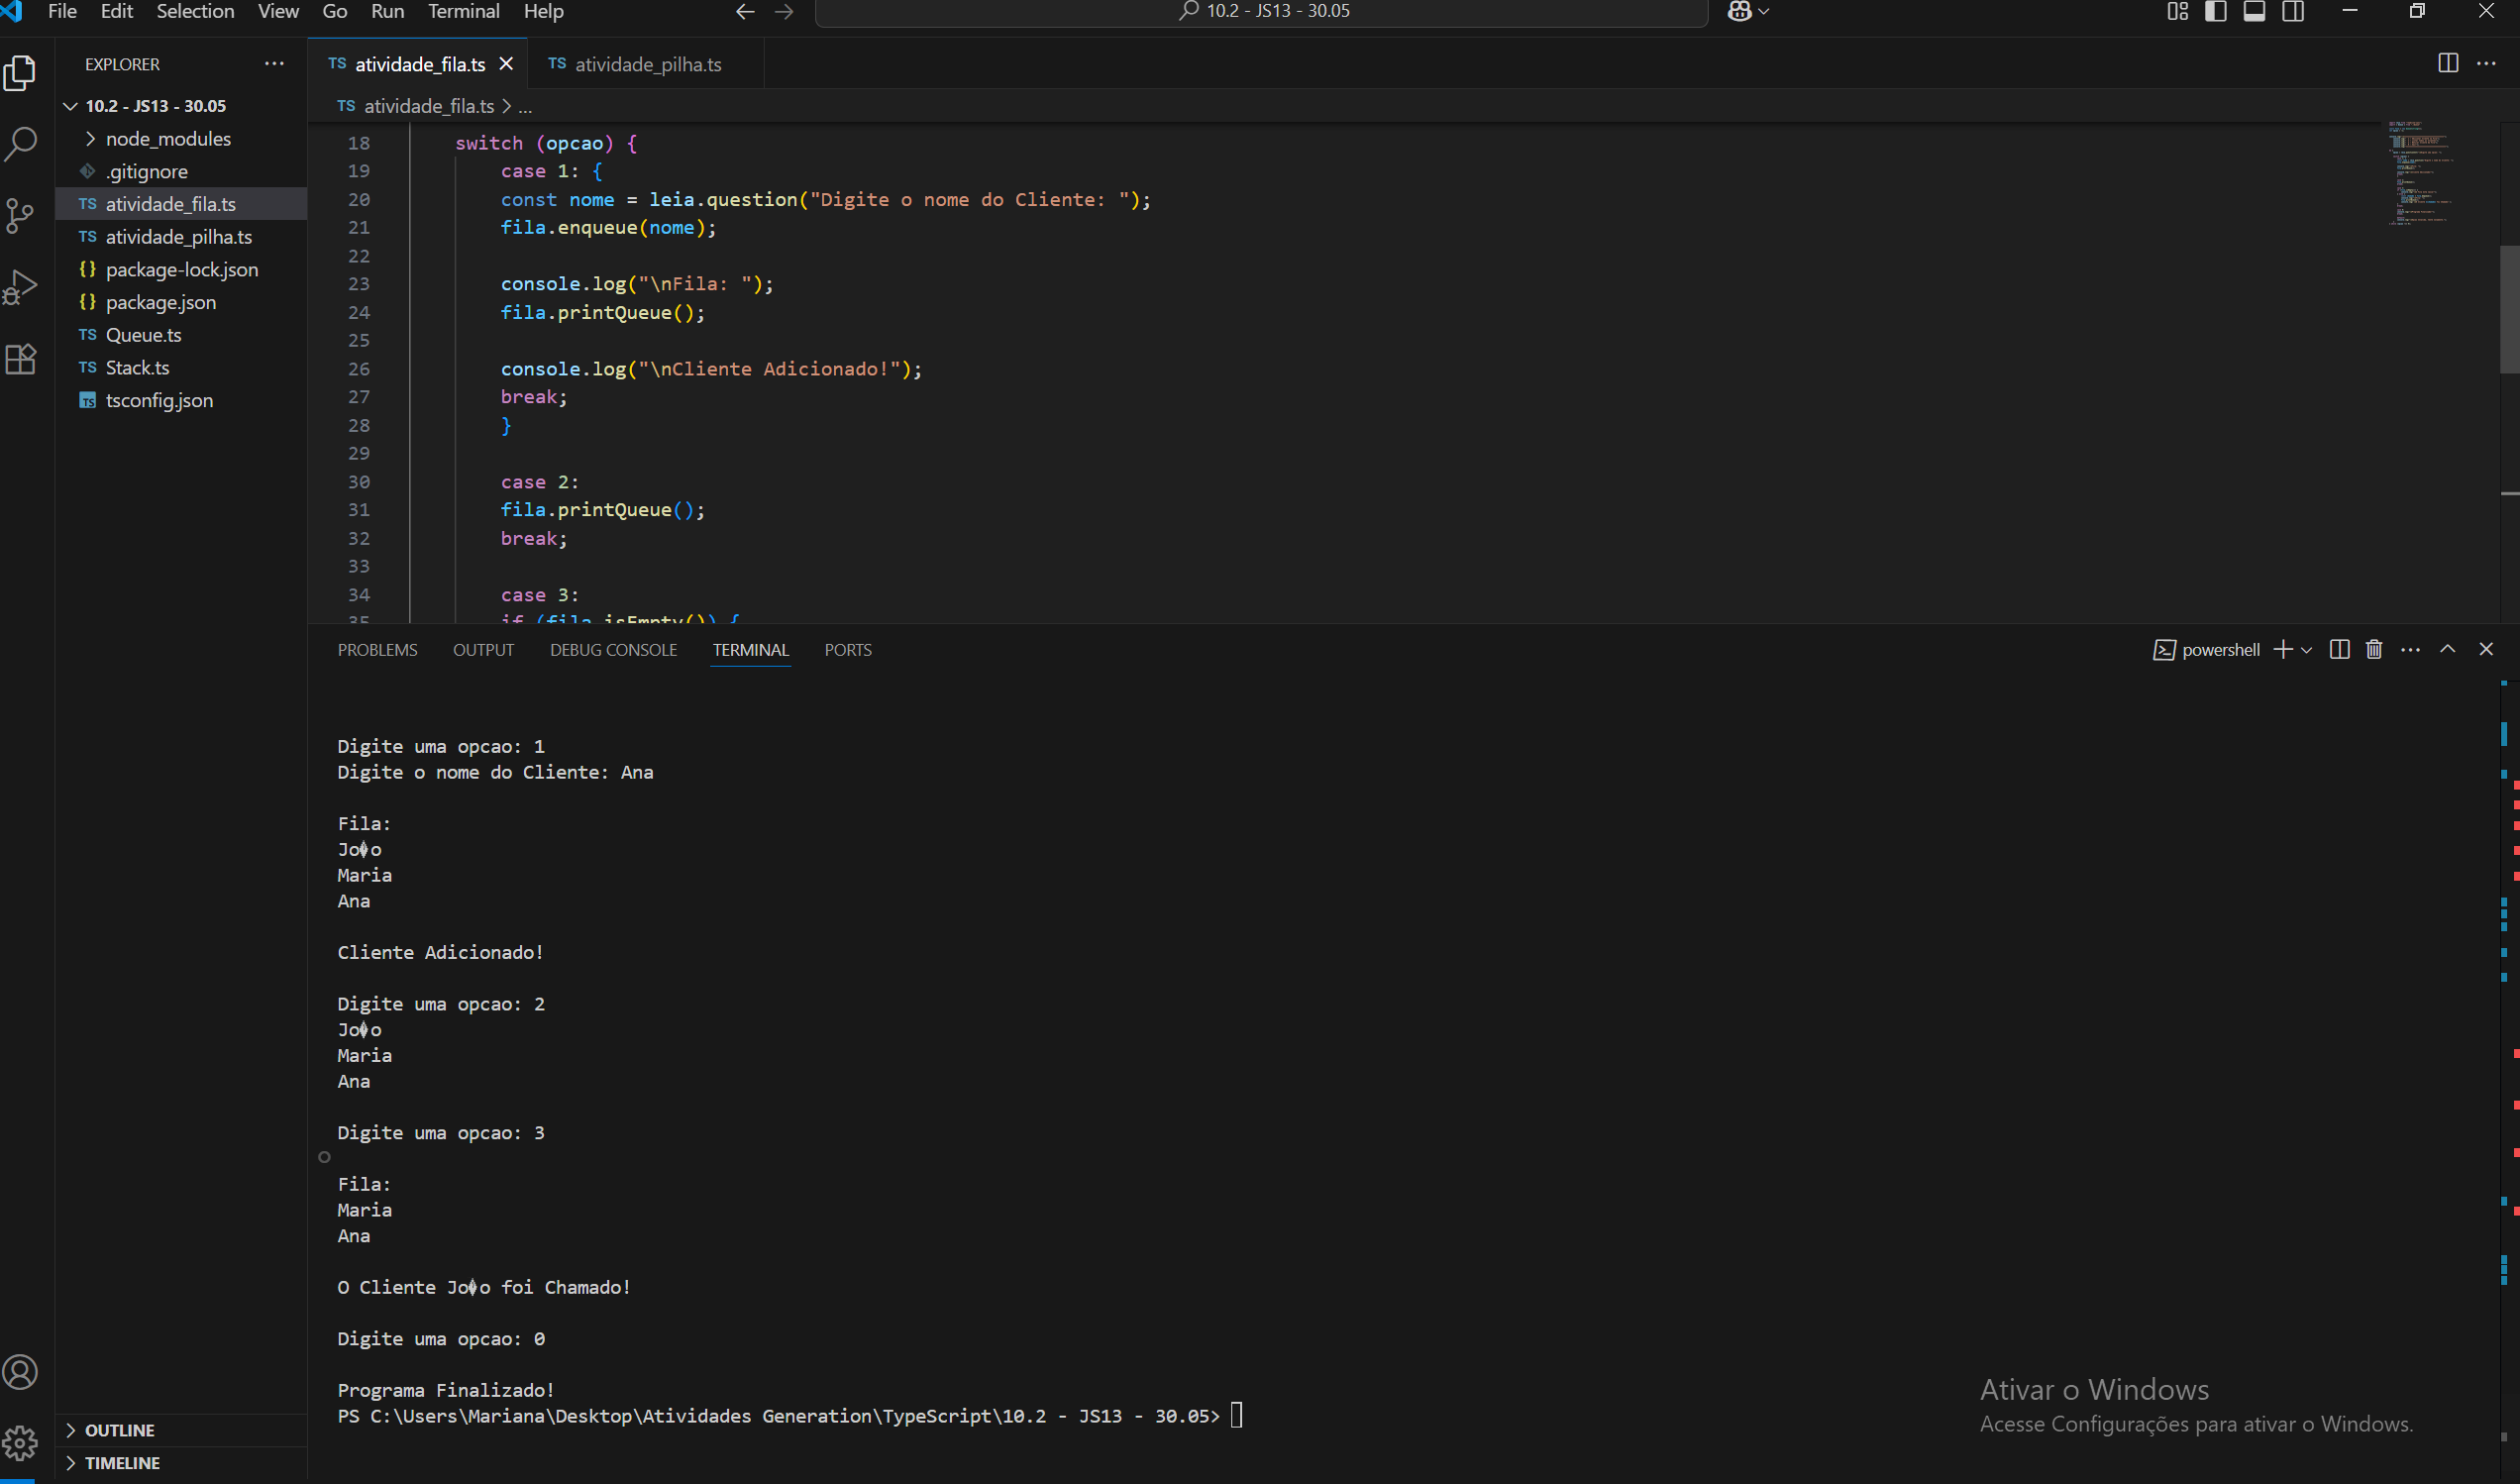 File Edit Selection View Go Run Terminal Help
10.2 - JS13 - 30.05
EXPLORER
10.2 - JS13 - 30.05
node_modules
.gitignore
TS atividade_fila.ts
TS atividade_pilha.ts
{} package-lock.json
{} package.json
TS Queue.ts
TS Stack.ts
TS tsconfig.json
OUTLINE
TIMELINE
TS atividade_fila.ts
TS atividade_pilha.ts
TS atividade_fila.ts > ...
18 switch (opcao) {
19 case 1: {
20 const nome = leia.question("Digite o nome do Cliente: ");
21 fila.enqueue(nome);
22
23 console.log("\nFila: ");
24 fila.printQueue();
25
26 console.log("\nCliente Adicionado!");
27 break;
28 }
29
30 case 2:
31 fila.printQueue();
32 break;
33
34 case 3:
35 if (fila.isEmpty()) {
PROBLEMS OUTPUT DEBUG CONSOLE TERMINAL PORTS
powershell
Digite uma opcao: 1
Digite o nome do Cliente: Ana
Fila:
Jo�o
Maria
Ana
Cliente Adicionado!
Digite uma opcao: 2
Jo�o
Maria
Ana
Digite uma opcao: 3
Fila:
Maria
Ana
O Cliente Jo�o foi Chamado!
Digite uma opcao: 0
Programa Finalizado!
PS C:\Users\Mariana\Desktop\Atividades Generation\TypeScript\10.2 - JS13 - 30.05>
Ativar o Windows
Acesse Configurações para ativar o Windows.